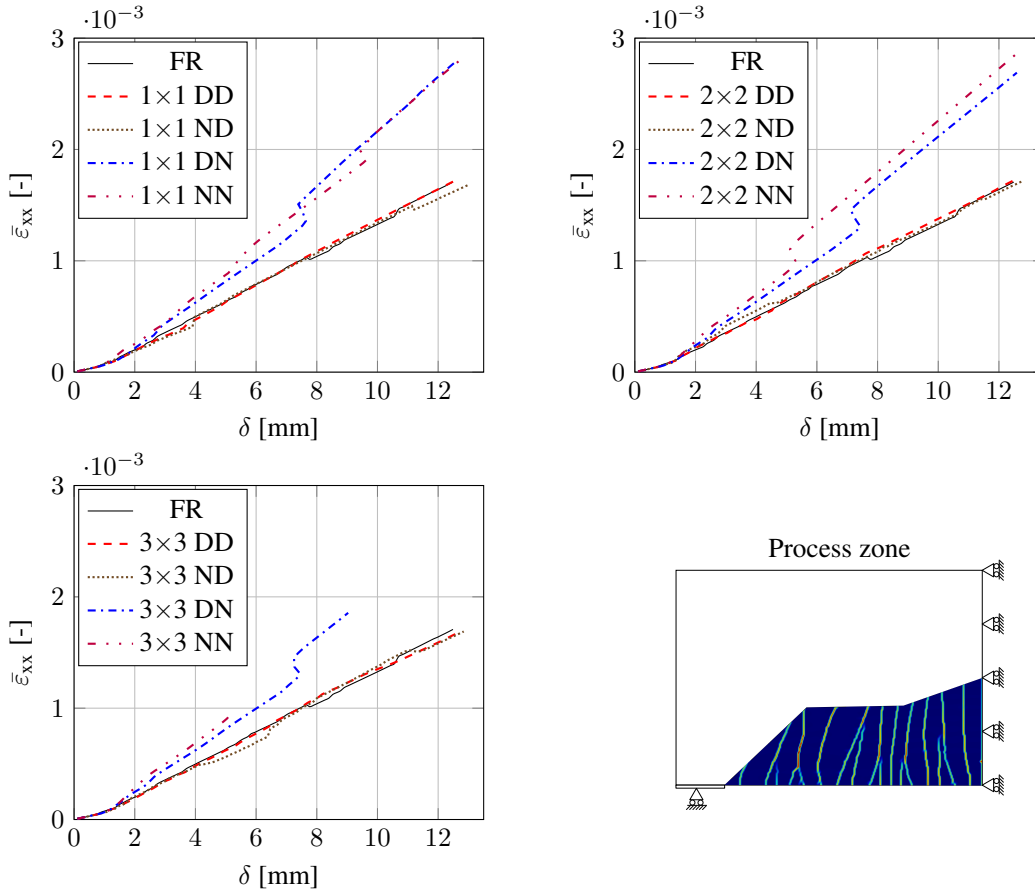 ·10−3
3
2
1
0
ε̄xx [-]
FR
1×1 DD
1×1 ND
1×1 DN
1×1 NN
0 2 4 6 8 10 12
δ [mm]
·10−3
3
2
1
0
ε̄xx [-]
FR
2×2 DD
2×2 ND
2×2 DN
2×2 NN
0 2 4 6 8 10 12
δ [mm]
·10−3
3
2
1
0
ε̄xx [-]
FR
3×3 DD
3×3 ND
3×3 DN
3×3 NN
0 2 4 6 8 10 12
δ [mm]
Process zone